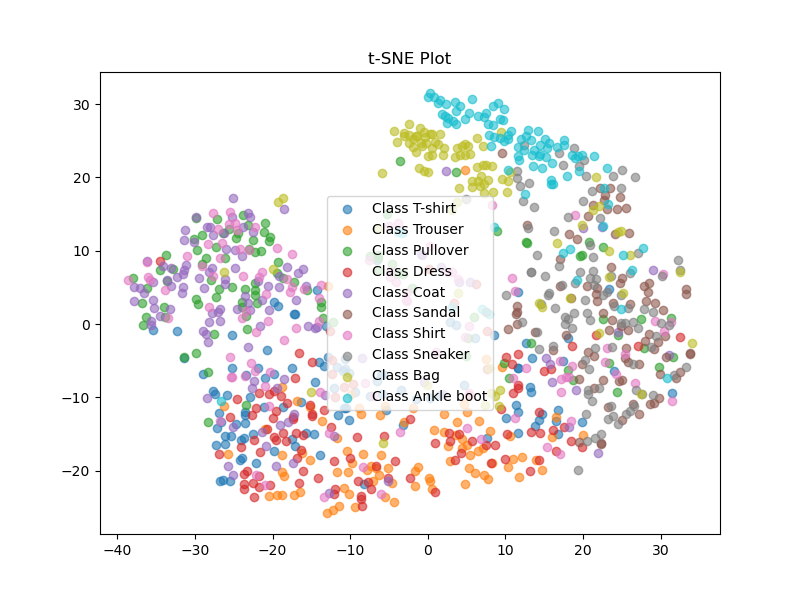 t-SNE Plot
30
20
10
0
−10
−20
Class T-shirt
Class Trouser
Class Pullover
Class Dress
Class Coat
Class Sandal
Class Shirt
Class Sneaker
Class Bag
Class Ankle boot
−40 −30 −20 −10 0 10 20 30